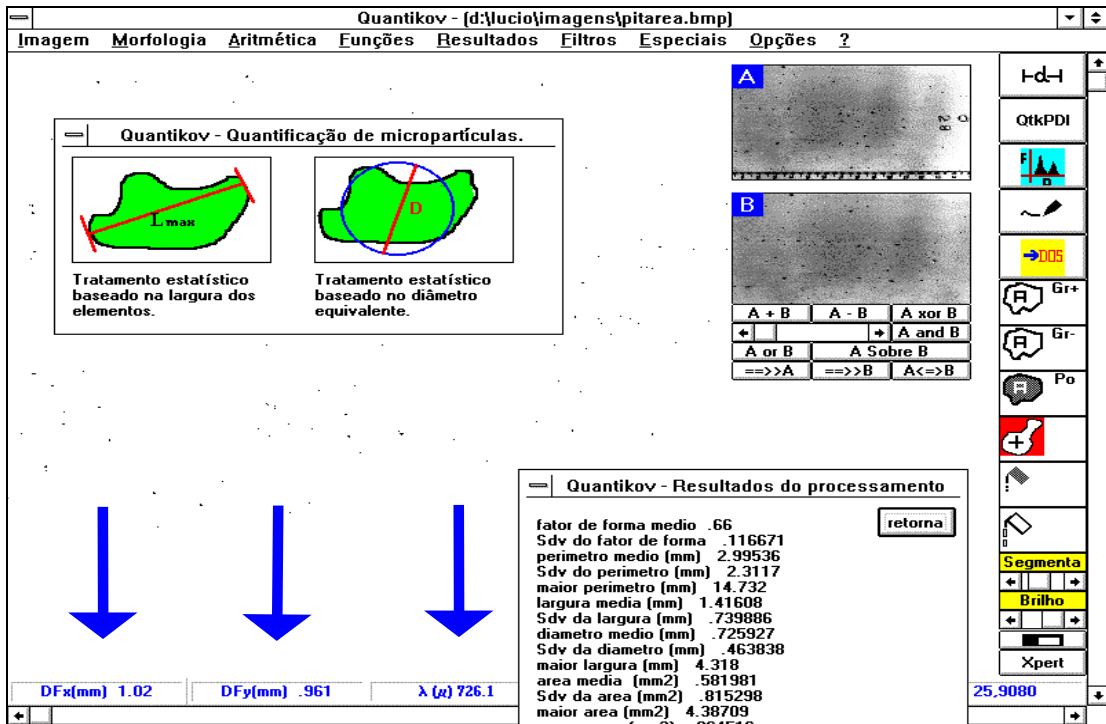 Quantikov - (d:\lucio\imagens\pitarea.bmp)
Imagem Morfologia Aritmética Funções Resultados Filtros Especiais Opções ?
Quantikov - Quantificação de micropartículas.
Lmax
D
Tratamento estatístico
baseado na largura dos
elementos.
Tratamento estatístico
baseado no diâmetro
equivalente.
A
B
A + B A - B A xor B
A and B
A or B A Sobre B
==>>A ==>>B A<=>B
⊢d⊣
QtkPDI
F
D
➔DOS
A Gr+
A Gr-
A Po
Segmenta
Brilho
Xpert
Quantikov - Resultados do processamento
retorna
fator de forma medio .66
Sdv do fator de forma .116671
perimetro medio (mm) 2.99536
Sdv do perimetro (mm) 2.3117
maior perimetro (mm) 14.732
largura media (mm) 1.41608
Sdv da largura (mm) .739886
diametro medio (mm) .725927
Sdv da diametro (mm) .463838
maior largura (mm) 4.318
area media (mm2) .581981
Sdv da area (mm2) .815298
maior area (mm2) 4.38709
DFx(mm) 1.02 DFy(mm) .961 λ (μ) 726.1 25,9080